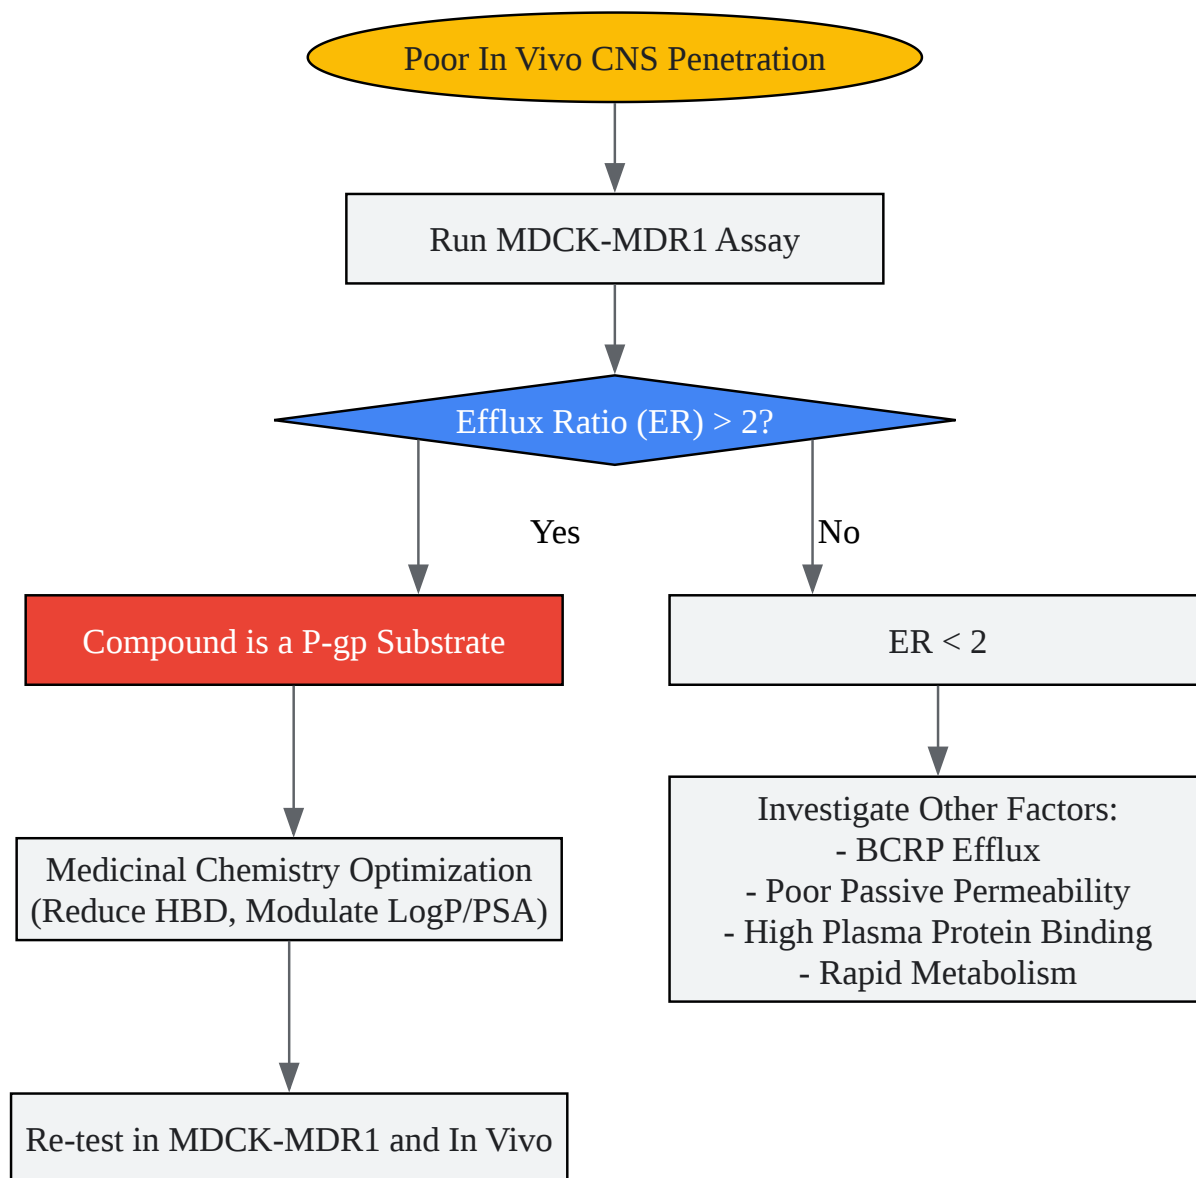 Poor In Vivo CNS Penetration
Run MDCK-MDR1 Assay
Efflux Ratio (ER) > 2?
Yes
No
Compound is a P-gp Substrate
ER < 2
Medicinal Chemistry Optimization
(Reduce HBD, Modulate LogP/PSA)
Investigate Other Factors:
- BCRP Efflux
- Poor Passive Permeability
- High Plasma Protein Binding
- Rapid Metabolism
Re-test in MDCK-MDR1 and In Vivo